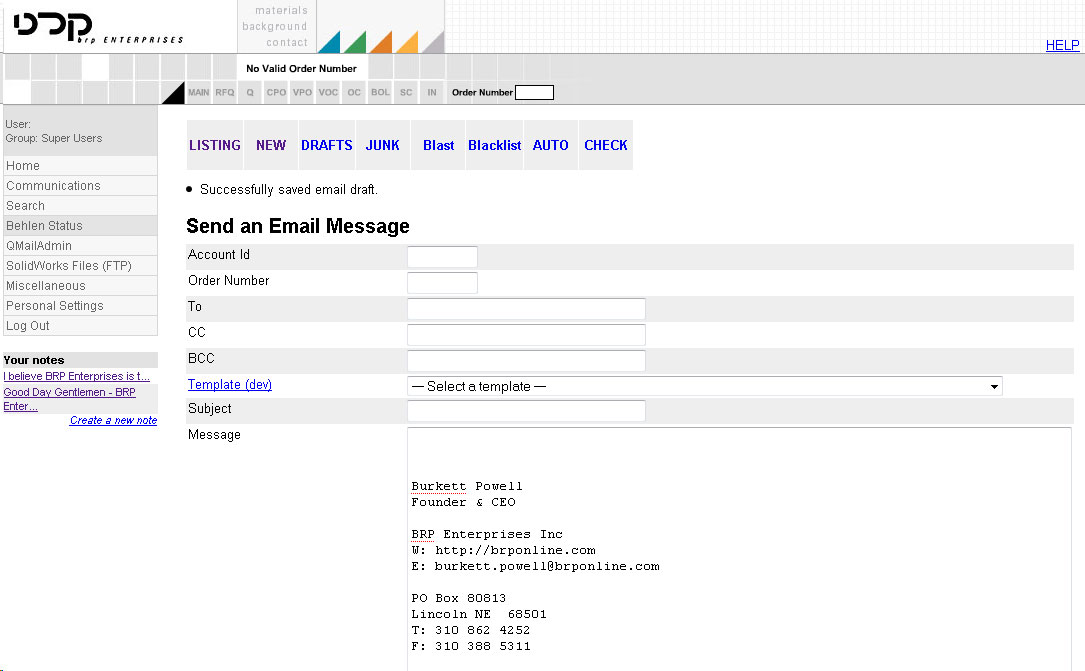 materials
background
contact
brp ENTERPRISES
HELP
No Valid Order Number
MAIN RFQ Q CPO VPO VOC OC BOL SC IN Order Number
User:
Group: Super Users
Home
Communications
Search
Behlen Status
QMailAdmin
SolidWorks Files (FTP)
Miscellaneous
Personal Settings
Log Out
Your notes
I believe BRP Enterprises is t...
Good Day Gentlemen - BRP
Enter...
Create a new note
LISTING NEW DRAFTS JUNK Blast Blacklist AUTO CHECK
• Successfully saved email draft.
Send an Email Message
Account Id
Order Number
To
CC
BCC
Template (dev) — Select a template —
Subject
Message
Burkett Powell
Founder & CEO
BRP Enterprises Inc
W: http://brponline.com
E: burkett.powell@brponline.com
PO Box 80813
Lincoln NE  68501
T: 310 862 4252
F: 310 388 5311